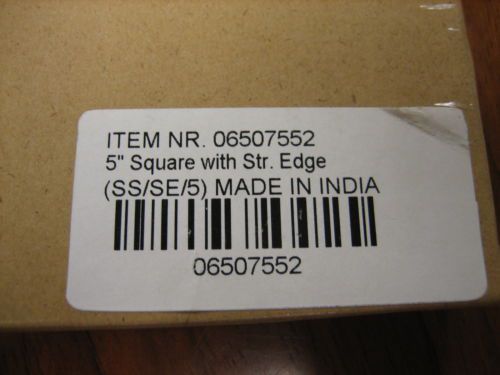 ITEM NR. 06507552
5" Square with Str. Edge
(SS/SE/5) MADE IN INDIA
06507552